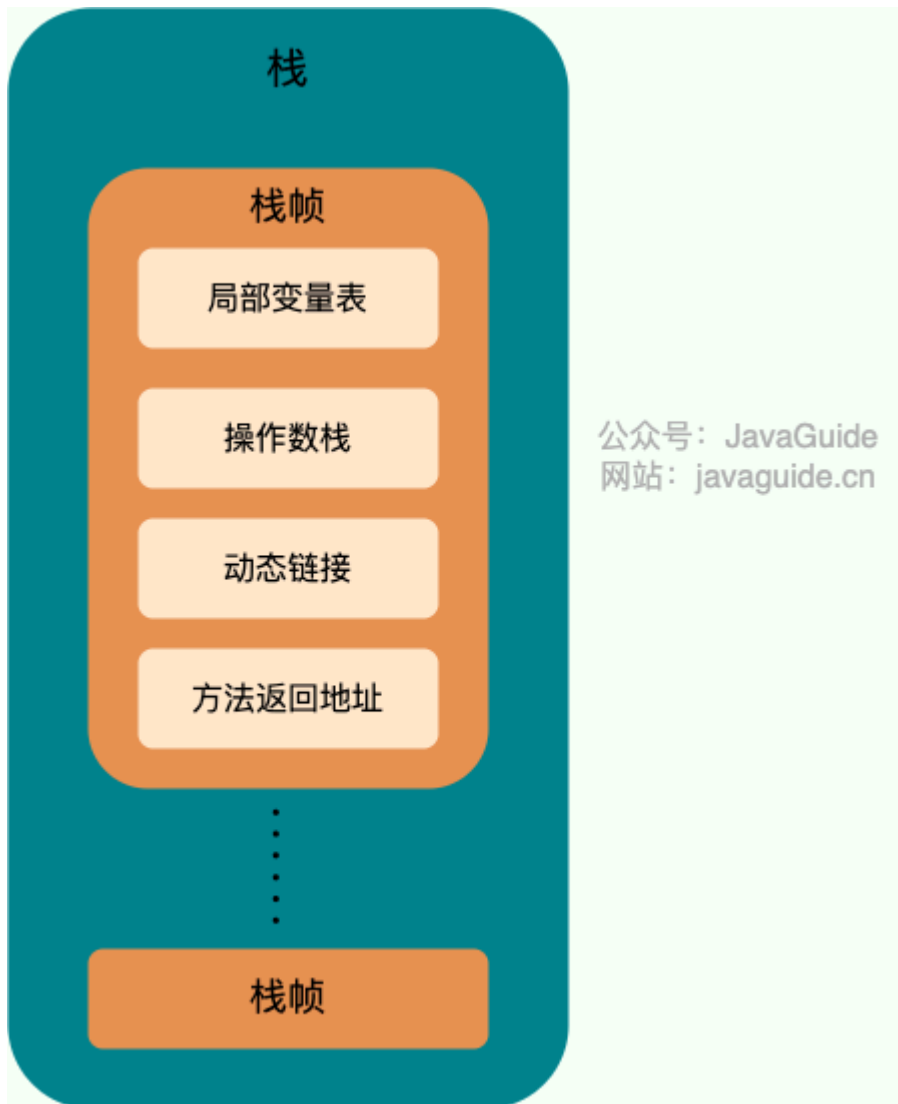 栈
栈帧
局部变量表
操作数栈
动态链接
方法返回地址
栈帧
公众号：JavaGuide
网站：javaguide.cn